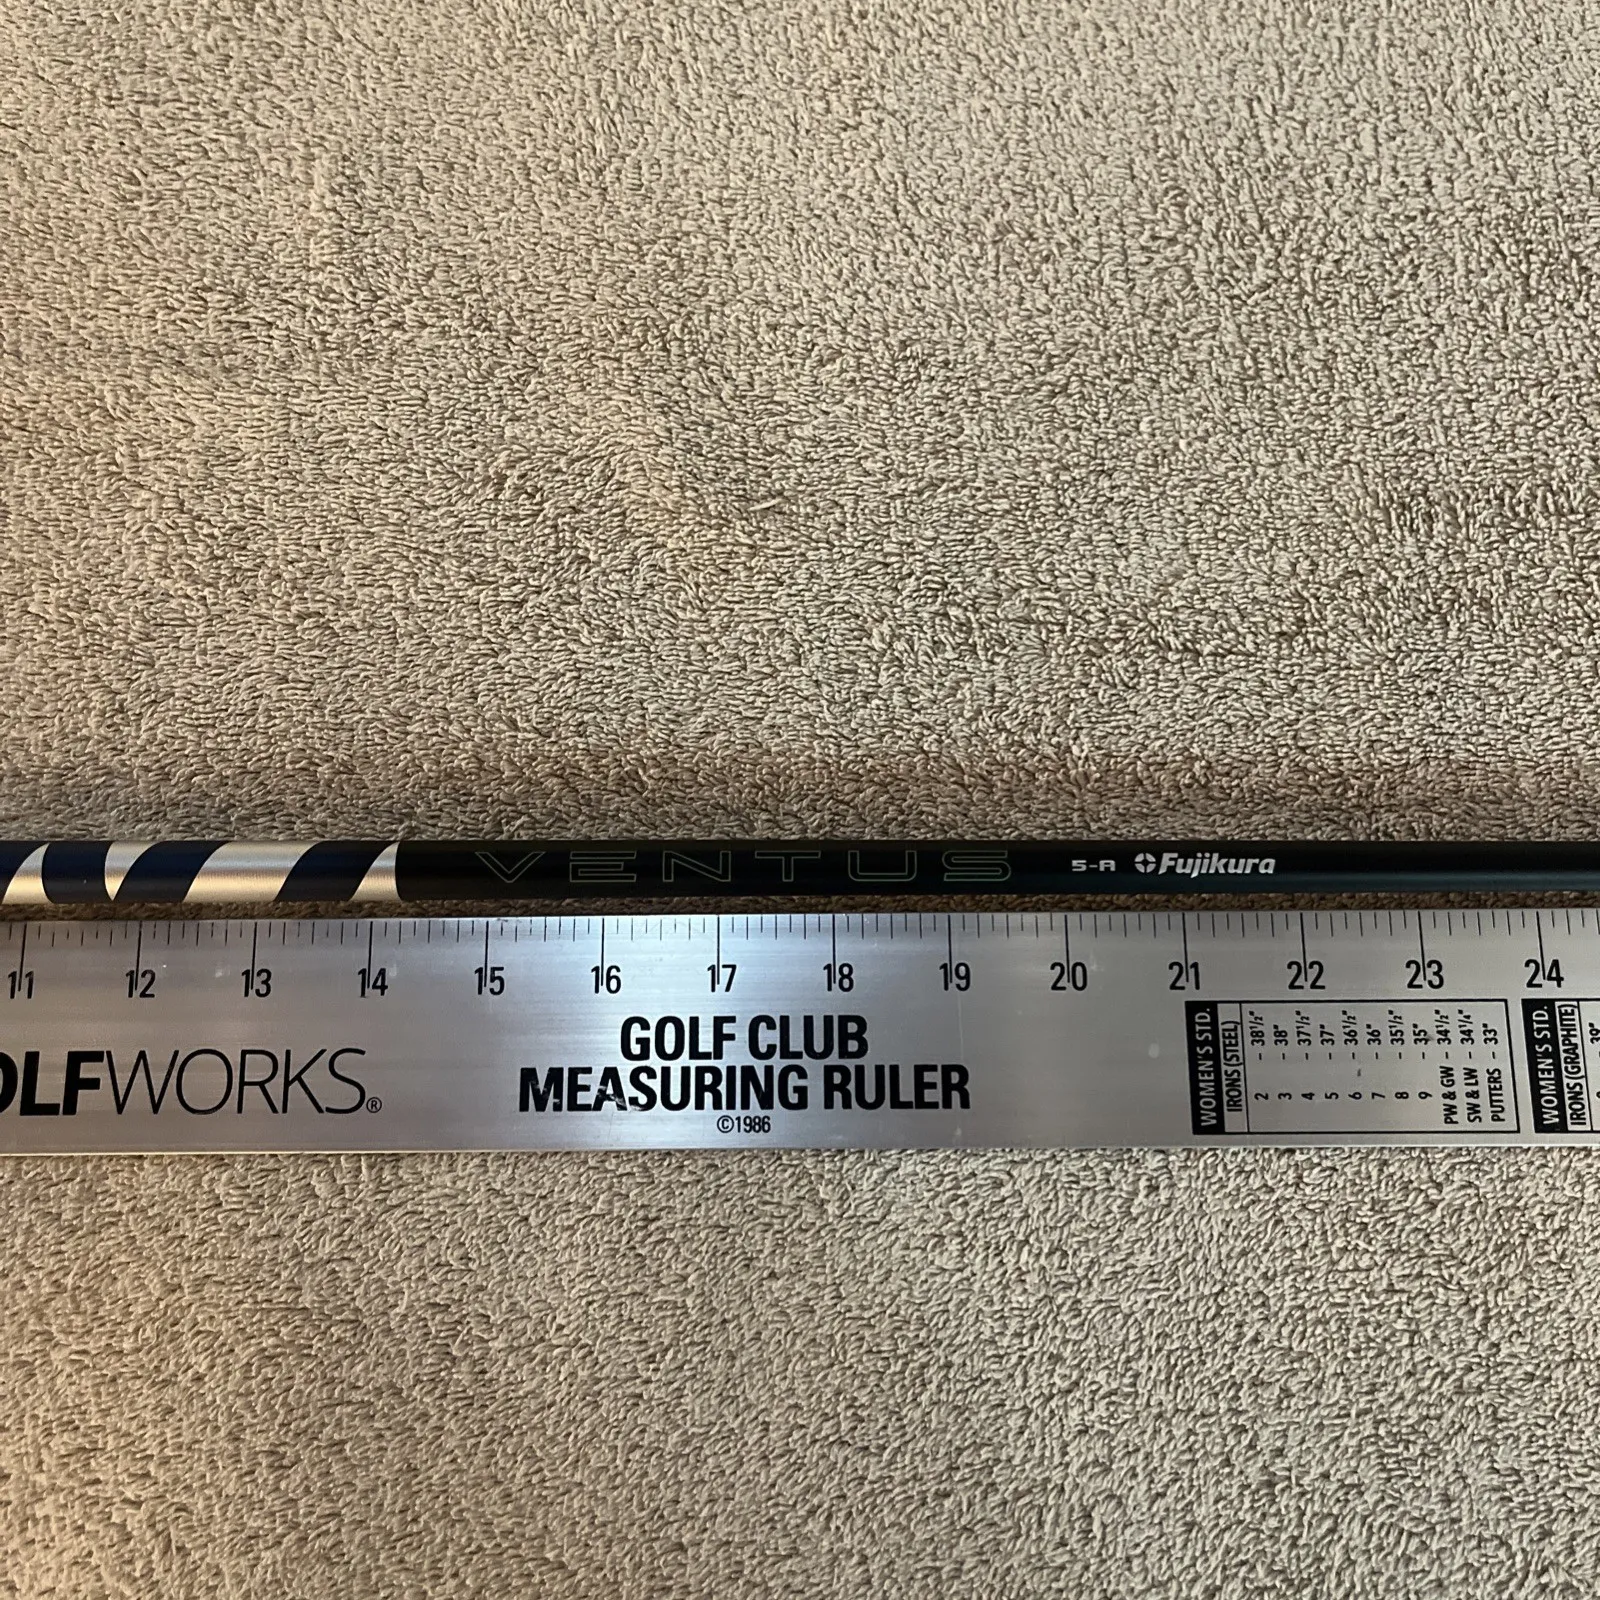 VENTUS 5-R Fujikura
11 12 13 14 15 16 17 18 19 20 21 22 23 24
OLFWORKS®
GOLF CLUB
MEASURING RULER
©1986
WOMEN'S STD.
IRONS (STEEL)
2 - 38½"
3 - 38"
4 - 37½"
5 - 37"
6 - 36½"
7 - 36"
8 - 35½"
9 - 35"
PW & GW - 34½"
SW & LW - 34¼"
PUTTERS - 33"
WOMEN'S STD.
IRONS (GRAPHITE)
39"